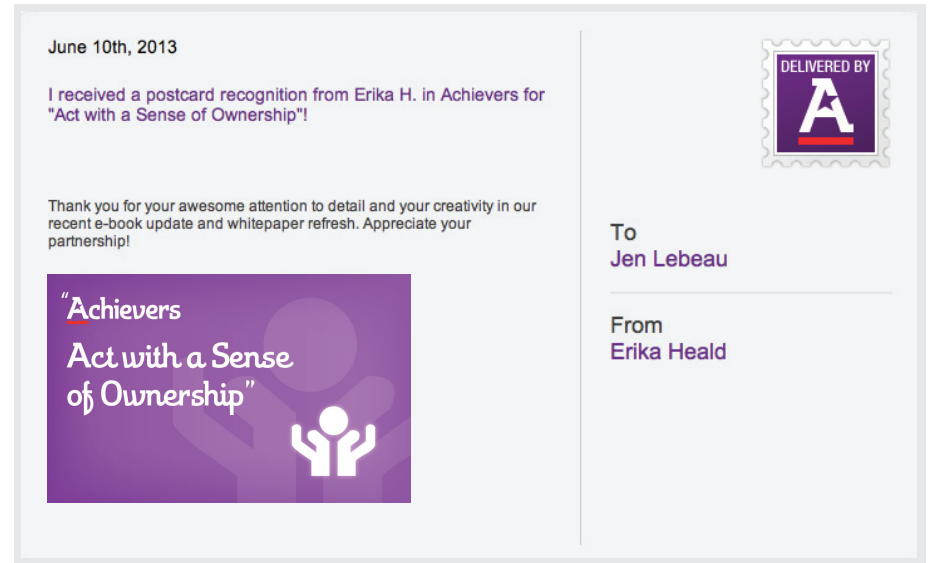 June 10th, 2013
I received a postcard recognition from Erika H. in Achievers for
"Act with a Sense of Ownership"!
Thank you for your awesome attention to detail and your creativity in our
recent e-book update and whitepaper refresh. Appreciate your
partnership!
“Achievers
Act with a Sense
of Ownership”
DELIVERED BY
A
To
Jen Lebeau
From
Erika Heald